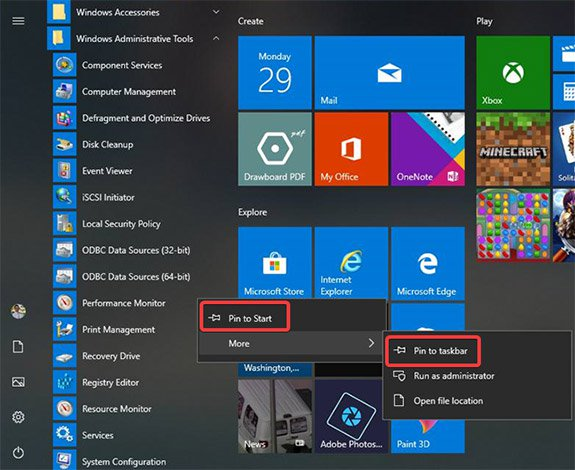 Windows Accessories
Windows Administrative Tools
Component Services
Computer Management
Defragment and Optimize Drives
Disk Cleanup
Event Viewer
iSCSI Initiator
Local Security Policy
ODBC Data Sources (32-bit)
ODBC Data Sources (64-bit)
Performance Monitor
Print Management
Recovery Drive
Registry Editor
Resource Monitor
Services
System Configuration
Create
Monday
29
Mail
pdf
Drawboard PDF
My Office
OneNote
N
Explore
Microsoft Store
Internet
Explorer
Microsoft Edge
Washington,...
News
Adobe Photos...
Paint 3D
Play
Xbox
MINECRAFT
Solita
Pin to Start
More
Pin to taskbar
Run as administrator
Open file location